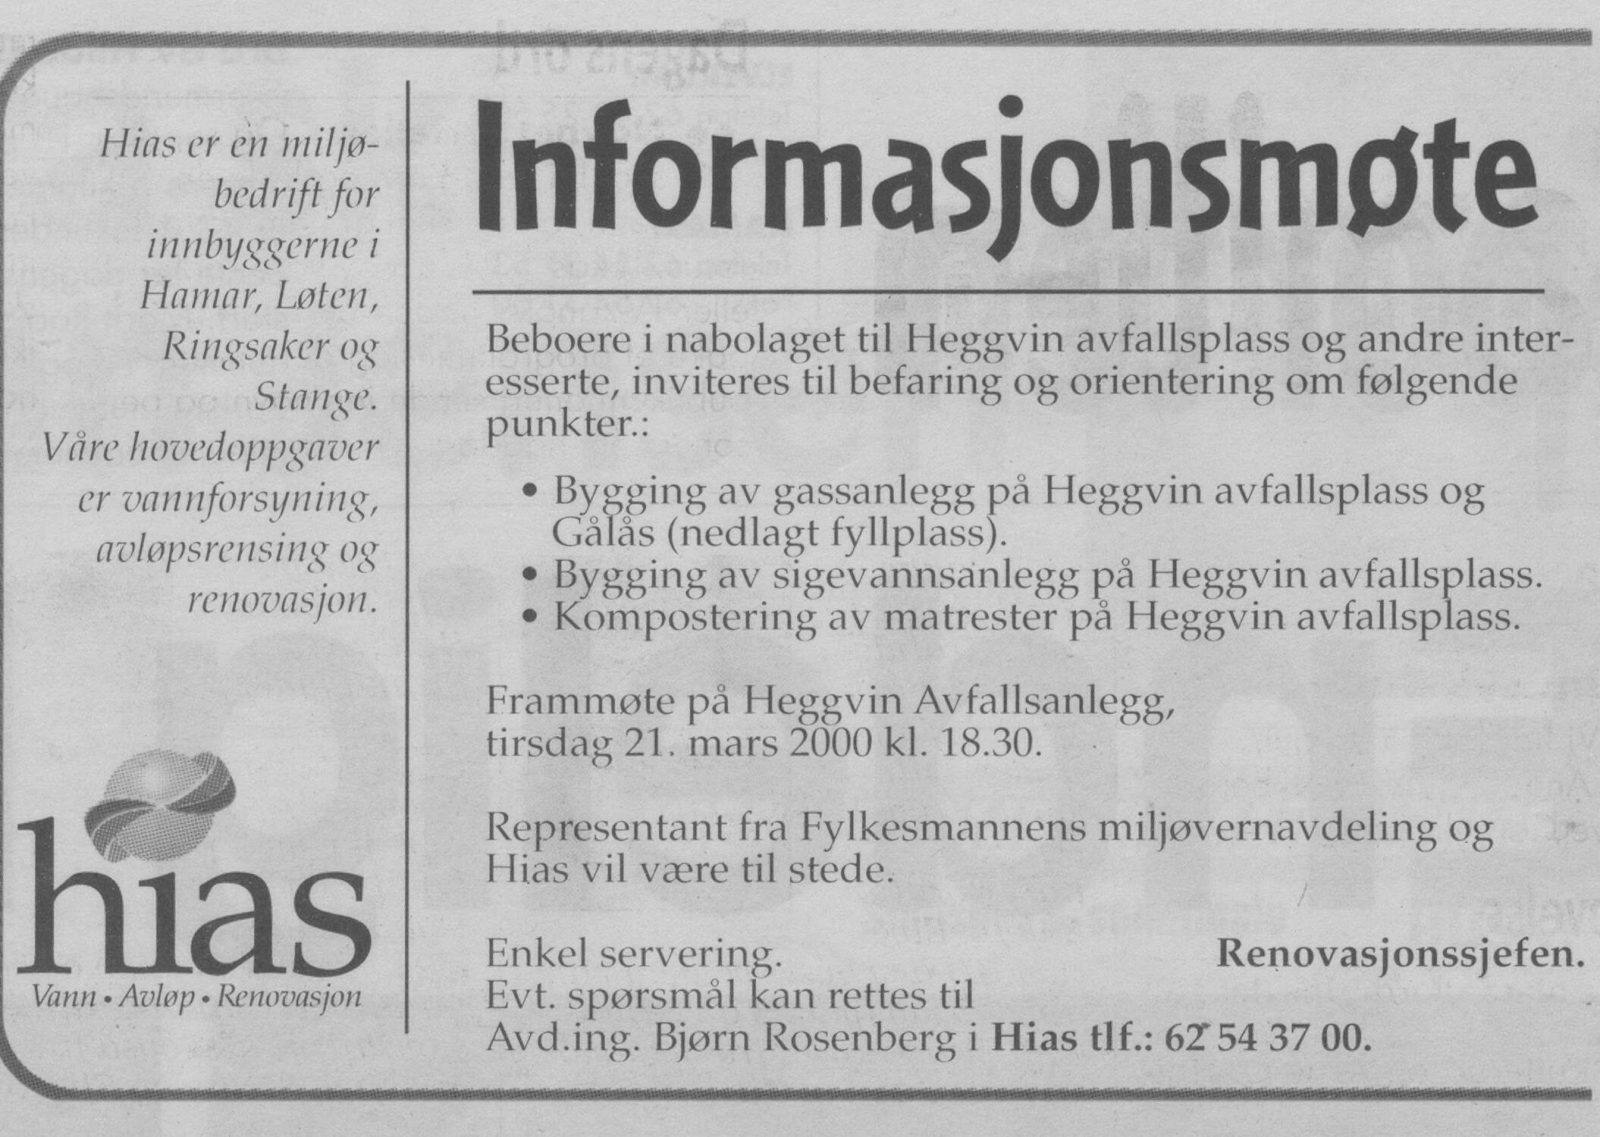 Hias er en miljø-
bedrift for
innbyggerne i
Hamar, Løten,
Ringsaker og
Stange.
Våre hovedoppgaver
er vannforsyning,
avløpsrensing og
renovasjon.
hias
Vann • Avløp • Renovasjon
Informasjonsmøte
Beboere i nabolaget til Heggvin avfallsplass og andre inter-
esserte, inviteres til befaring og orientering om følgende
punkter.:
• Bygging av gassanlegg på Heggvin avfallsplass og
Gålås (nedlagt fyllplass).
• Bygging av sigevannsanlegg på Heggvin avfallsplass.
• Kompostering av matrester på Heggvin avfallsplass.
Frammøte på Heggvin Avfallsanlegg,
tirsdag 21. mars 2000 kl. 18.30.
Representant fra Fylkesmannens miljøvernavdeling og
Hias vil være til stede.
Enkel servering. Renovasjonssjefen.
Evt. spørsmål kan rettes til
Avd.ing. Bjørn Rosenberg i Hias tlf.: 62 54 37 00.